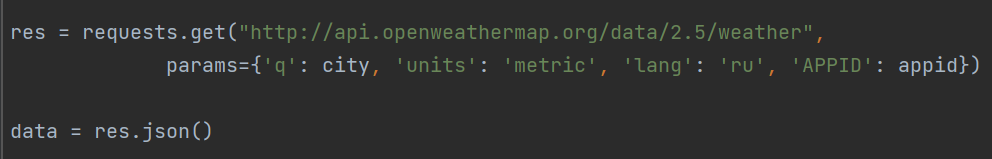 res = requests.get("http://api.openweathermap.org/data/2.5/weather",
params={'q': city, 'units': 'metric', 'lang': 'ru', 'APPID': appid})
data = res.json()